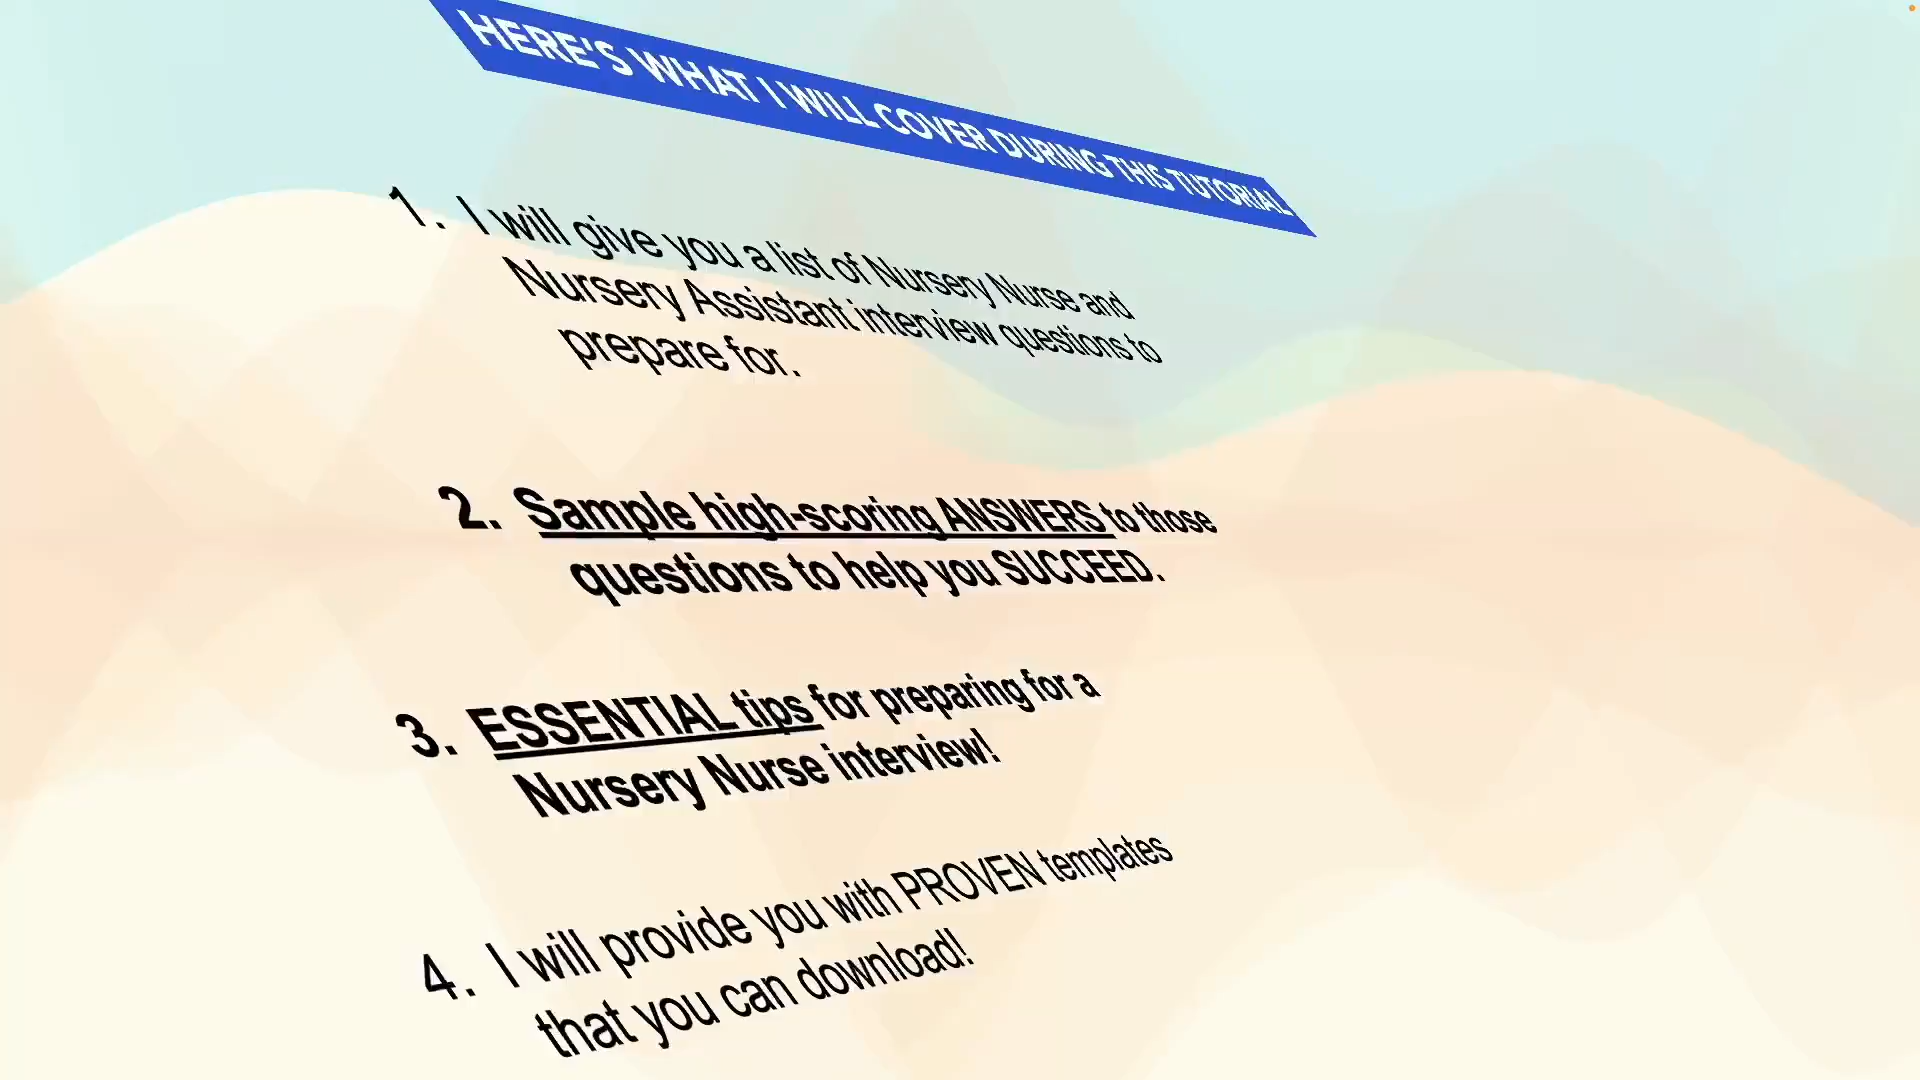 HERE'S WHAT I WILL COVER DURING THIS TUTORIAL
1. I will give you a list of Nursery Nurse and
Nursery Assistant interview questions to
prepare for.
2. Sample high-scoring ANSWERS to those
questions to help you SUCCEED.
3. ESSENTIAL tips for preparing for a
Nursery Nurse interview!
4. I will provide you with PROVEN templates
that you can download!